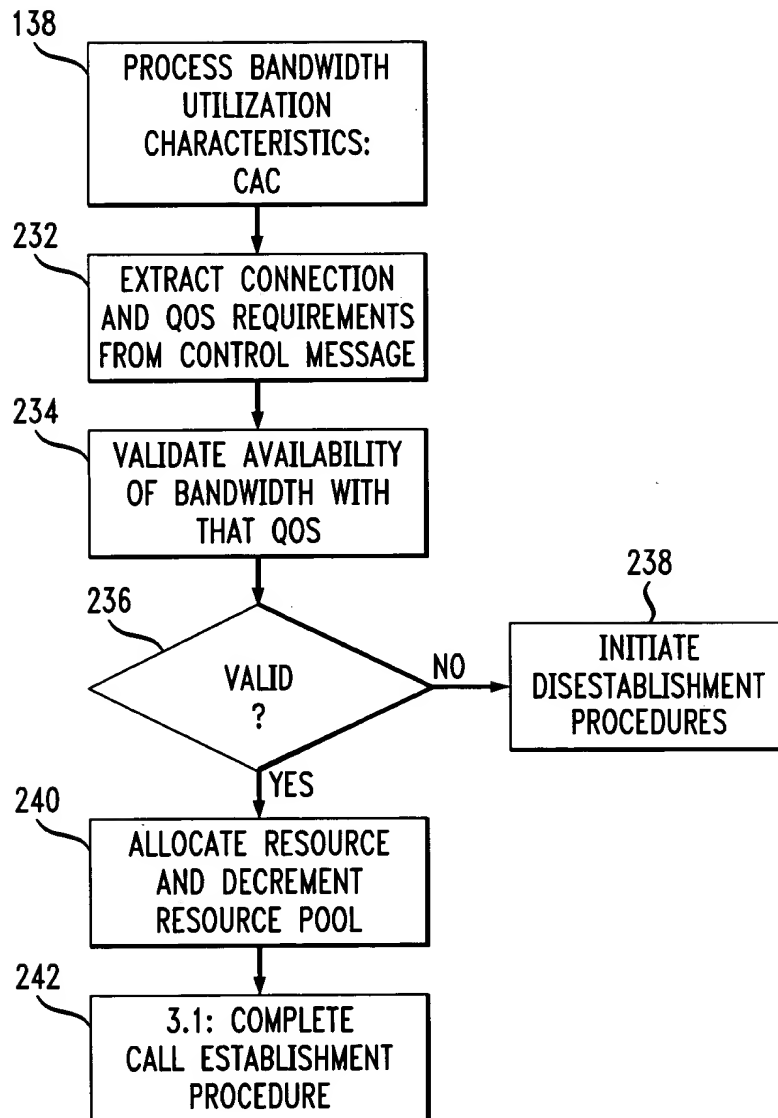 138
PROCESS BANDWIDTH
UTILIZATION
CHARACTERISTICS:
CAC
232
EXTRACT CONNECTION
AND QOS REQUIREMENTS
FROM CONTROL MESSAGE
234
VALIDATE AVAILABILITY
OF BANDWIDTH WITH
THAT QOS
236
VALID
?
NO
238
INITIATE
DISESTABLISHMENT
PROCEDURES
YES
240
ALLOCATE RESOURCE
AND DECREMENT
RESOURCE POOL
242
3.1: COMPLETE
CALL ESTABLISHMENT
PROCEDURE